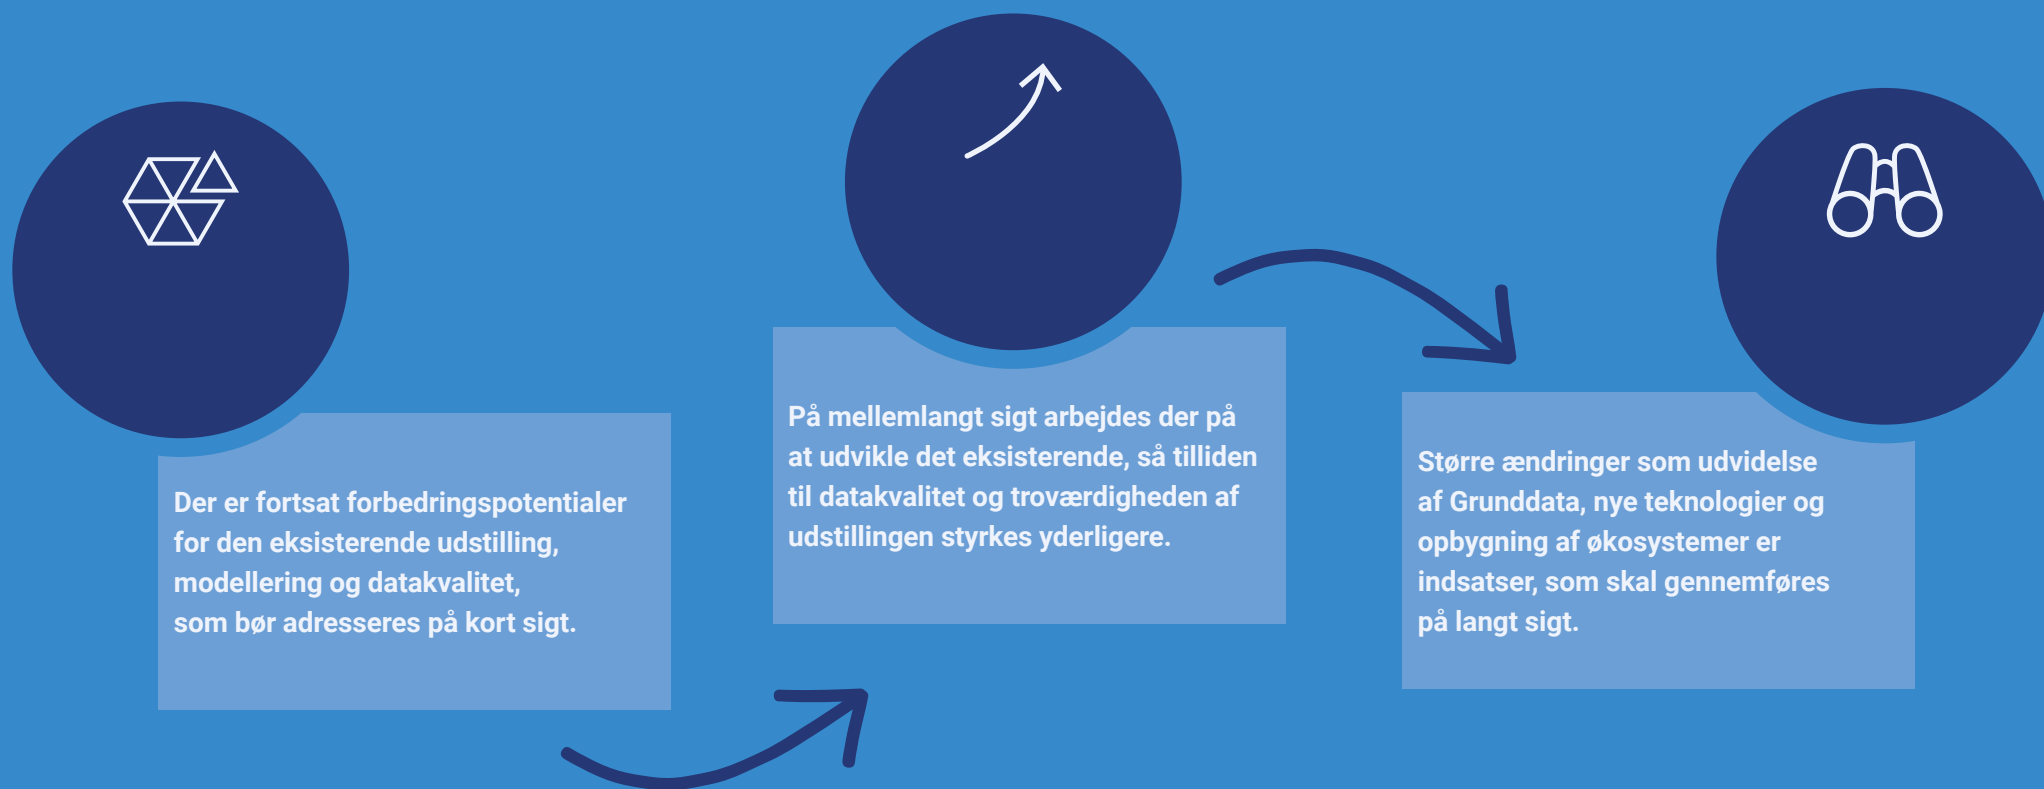 Der er fortsat forbedringspotentialer
for den eksisterende udstilling,
modellering og datakvalitet,
som bør adresseres på kort sigt.
På mellemlangt sigt arbejdes der på
at udvikle det eksisterende, så tilliden
til datakvalitet og troværdigheden af
udstillingen styrkes yderligere.
Større ændringer som udvidelse
af Grunddata, nye teknologier og
opbygning af økosystemer er
indsatser, som skal gennemføres
på langt sigt.